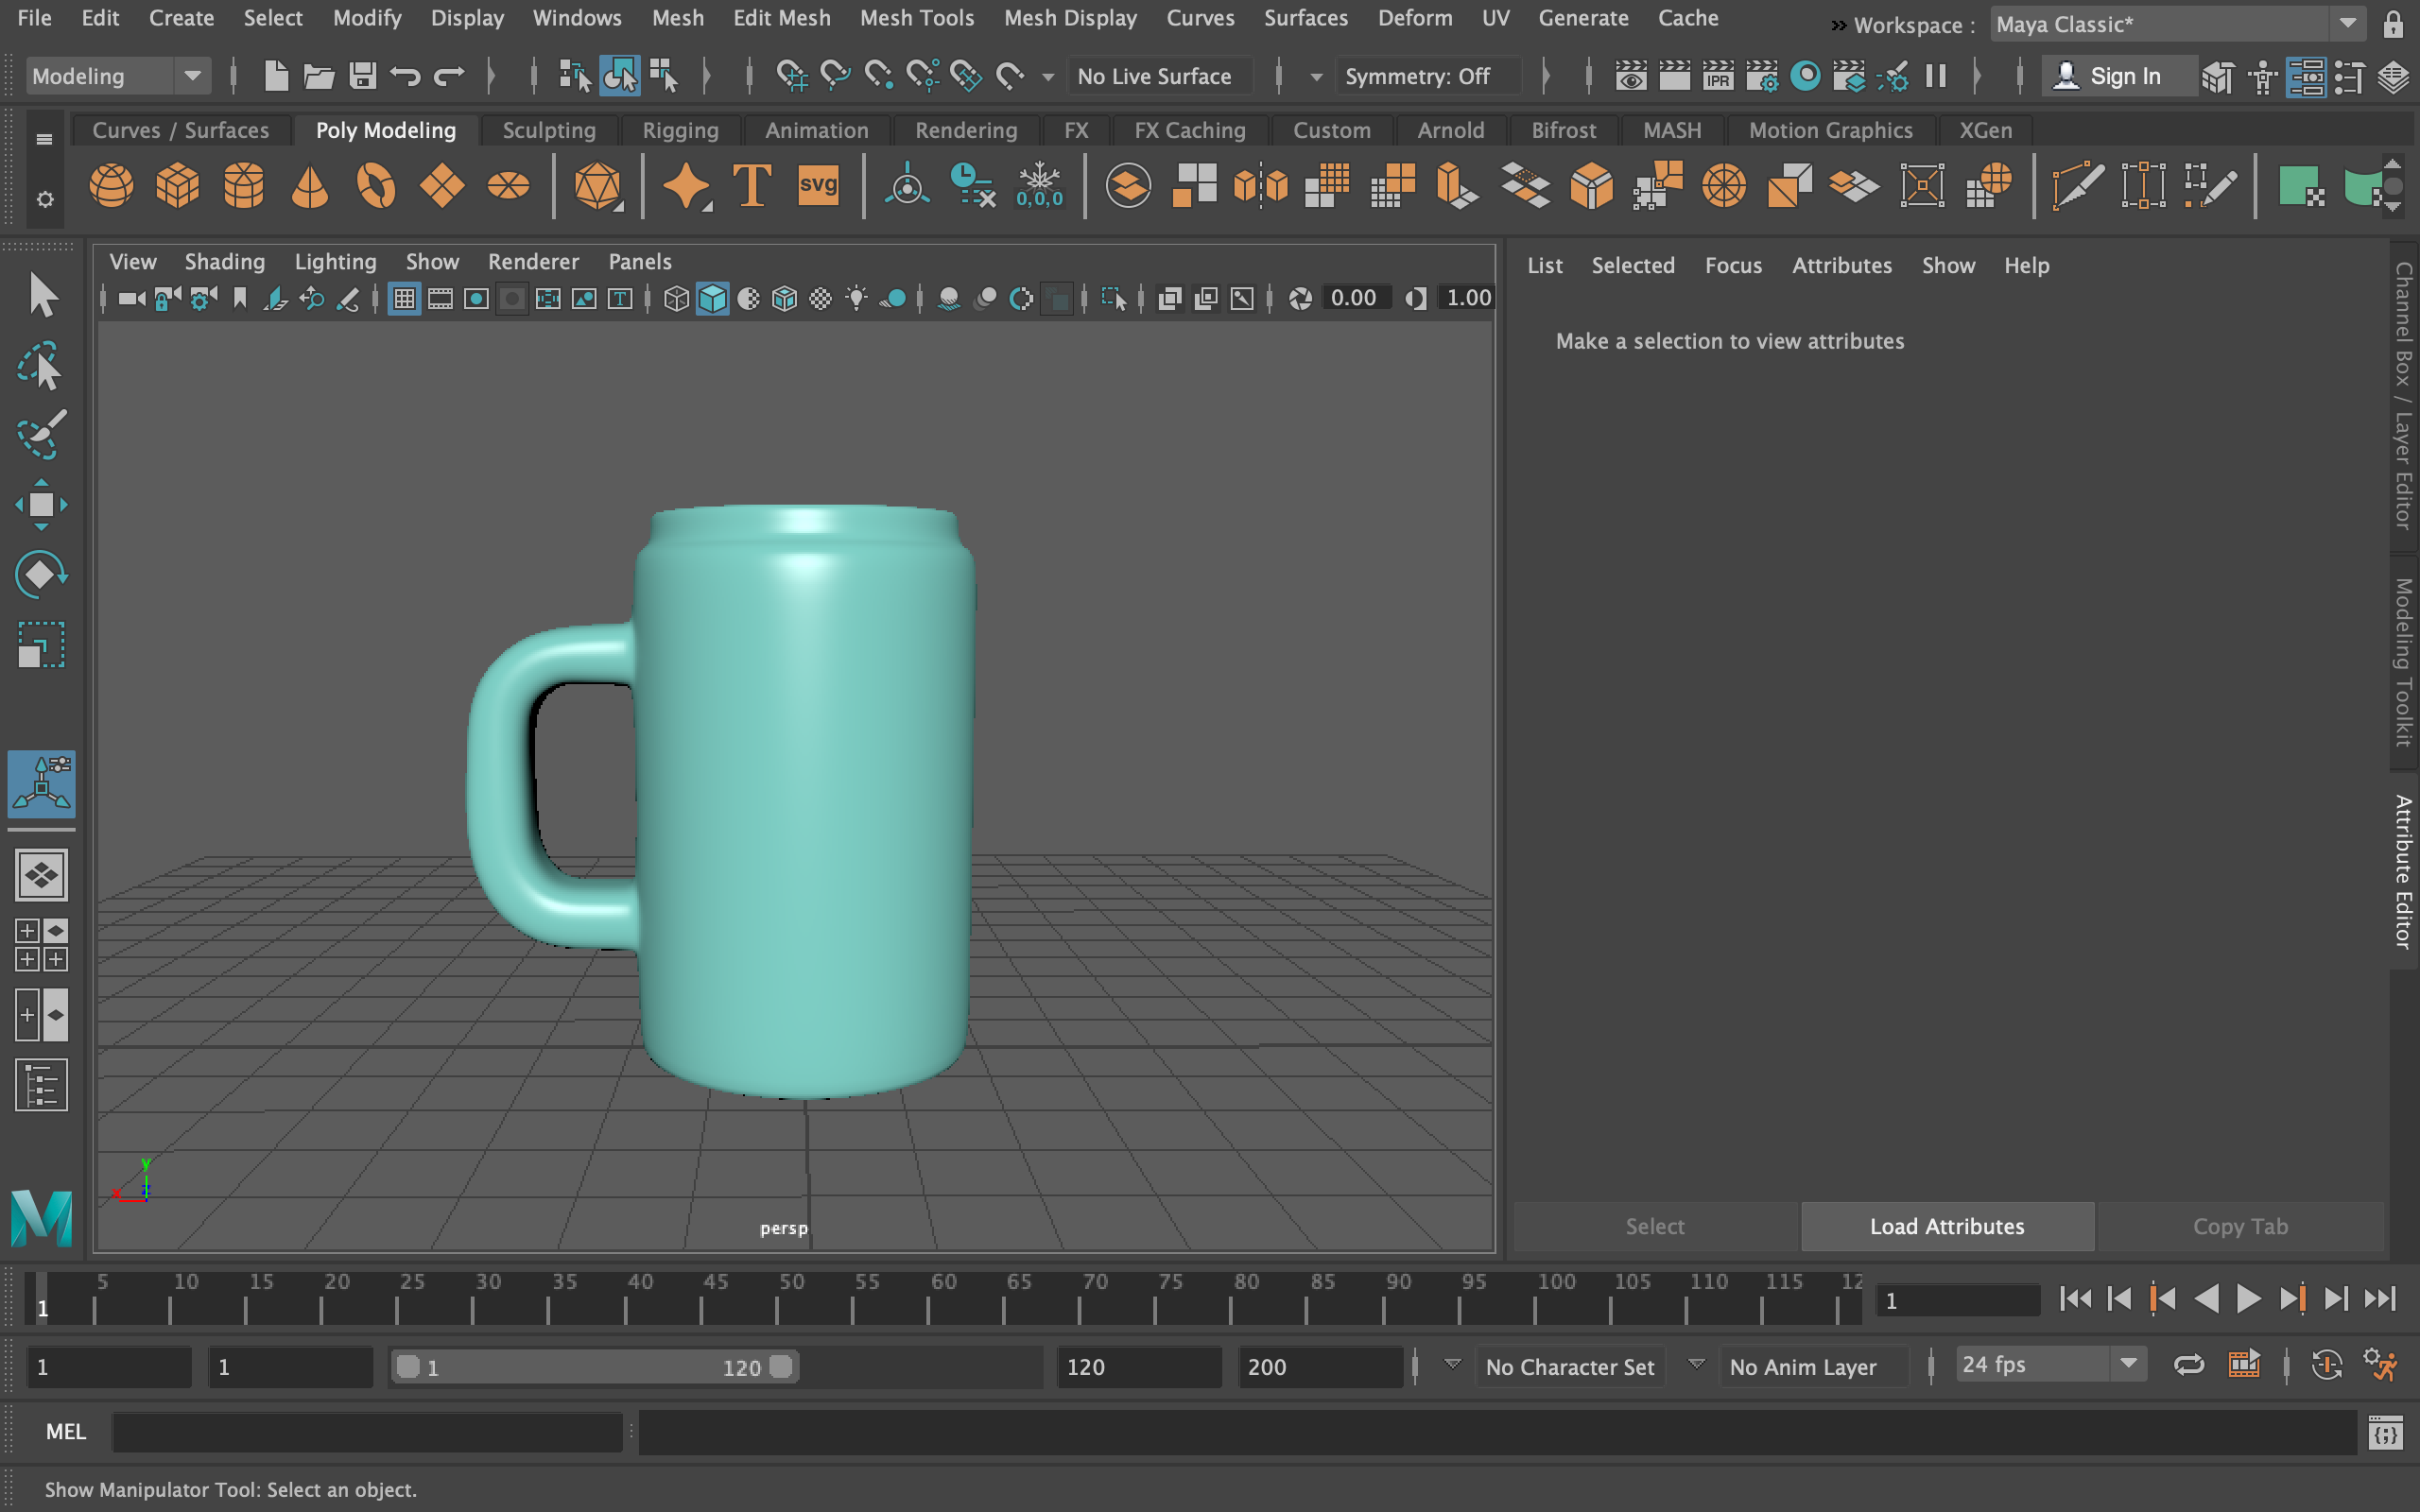 File Edit Create Select Modify Display Windows Mesh Edit Mesh Mesh Tools Mesh Display Curves Surfaces Deform UV Generate Cache Workspace : Maya Classic*
Modeling No Live Surface Symmetry: Off IPR Sign In
Curves / Surfaces Poly Modeling Sculpting Rigging Animation Rendering FX FX Caching Custom Arnold Bifrost MASH Motion Graphics XGen
T svg 0,0,0
View Shading Lighting Show Renderer Panels
T 0.00 1.00
List Selected Focus Attributes Show Help
Make a selection to view attributes
Channel Box / Layer Editor
Modeling Toolkit
Attribute Editor
y
x z
persp
Select Load Attributes Copy Tab
5 10 15 20 25 30 35 40 45 50 55 60 65 70 75 80 85 90 95 100 105 110 115 12
1 1
1 1 1 120 120 200 No Character Set No Anim Layer 24 fps
MEL
Show Manipulator Tool: Select an object.